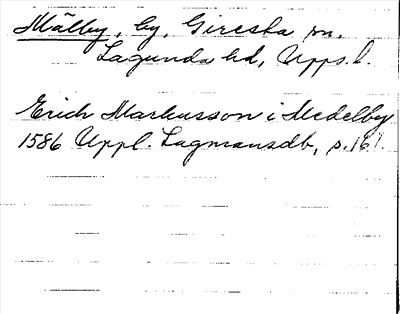 Mälby, by, Giresta sn,
Lagunda hd, Upps. l.
Erich Markusson i Medelby
1586 Uppl. Lagmansdb, s. 161.